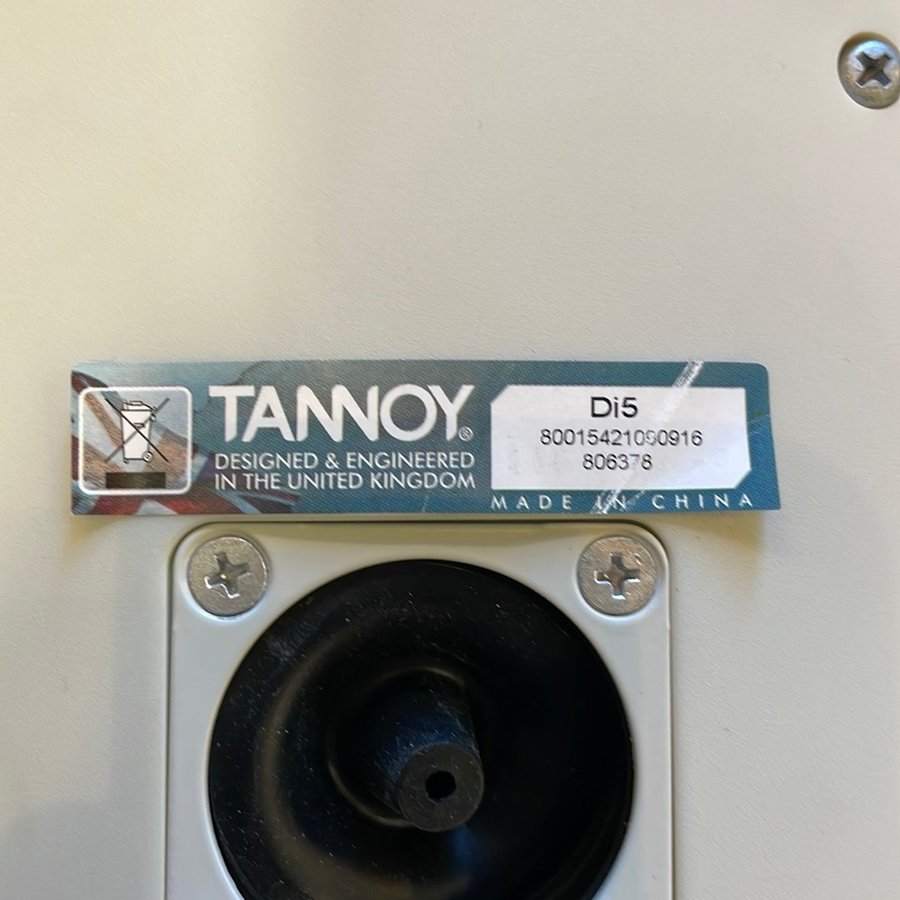 TANNOY®
DESIGNED & ENGINEERED
IN THE UNITED KINGDOM
Di5
80015421090916
806378
MADE IN CHINA